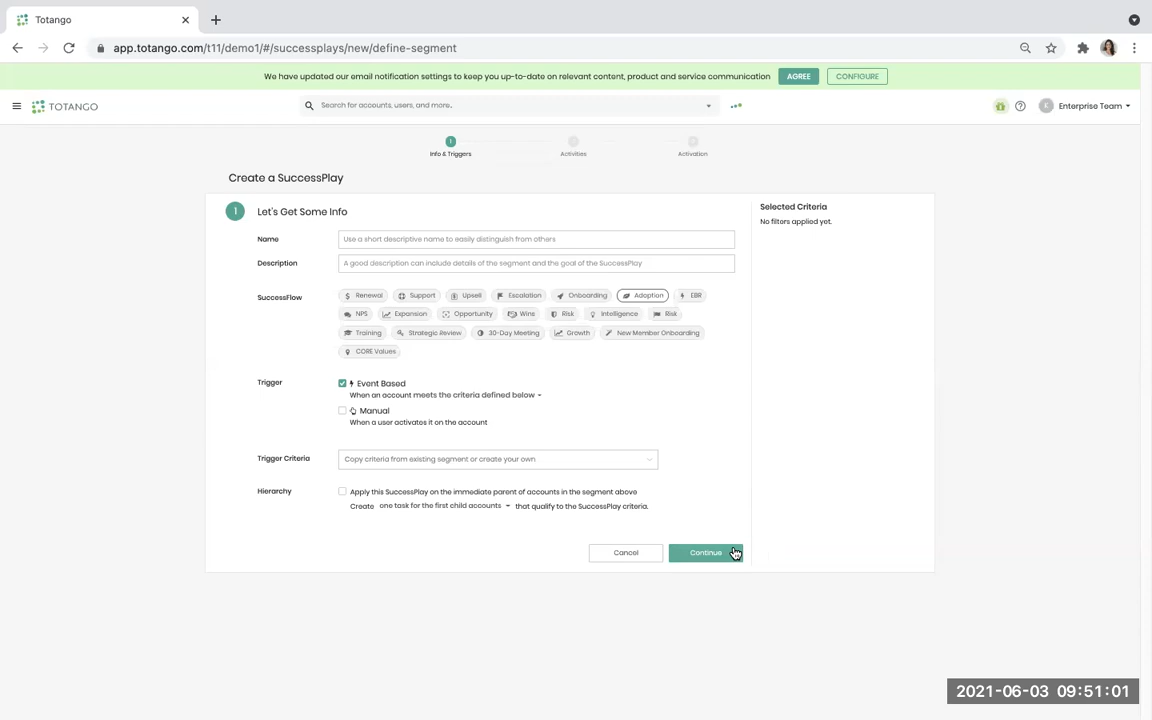 Totango
app.totango.com/t11/demo1/#/successplays/new/define-segment
We have updated our email notification settings to keep you up-to-date on relevant content, product and service communication AGREE CONFIGURE
TOTANGO Search for accounts, users, and more. Enterprise Team
1
Info & Triggers Activities Activation
Create a SuccessPlay
1 Let's Get Some Info
Selected Criteria
No filters applied yet.
Name Use a short descriptive name to easily distinguish from others
Description A good description can include details of the segment and the goal of the SuccessPlay
SuccessFlow Renewal Support Upsell Escalation Onboarding Adoption EBR
NPS Expansion Opportunity Wins Risk Intelligence Risk
Training Strategic Review 30-Day Meeting Growth New Member Onboarding
CORE Values
Trigger Event Based
When an account meets the criteria defined below
Manual
When a user activates it on the account
Trigger Criteria Copy criteria from existing segment or create your own
Hierarchy Apply this SuccessPlay on the immediate parent of accounts in the segment above
Create one task for the first child accounts that qualify to the SuccessPlay criteria.
Cancel Continue
2021-06-03 09:51:01